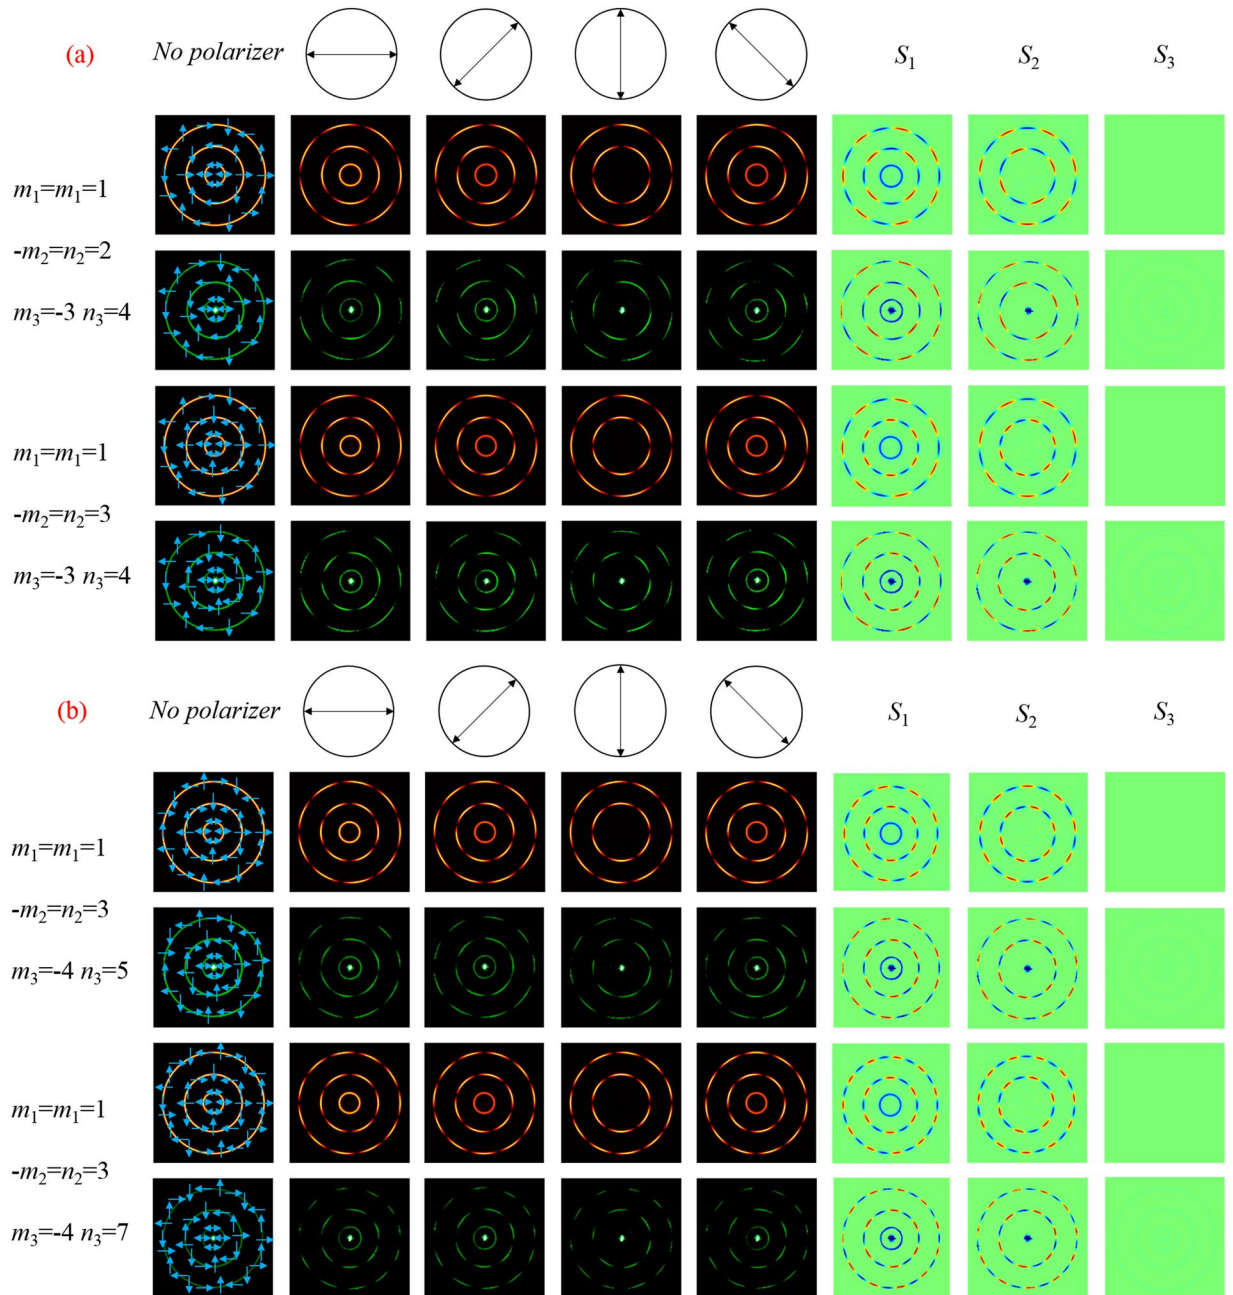 (a) No polarizer S1 S2 S3
m1=m1=1
-m2=n2=2
m3=-3 n3=4
m1=m1=1
-m2=n2=3
m3=-3 n3=4
(b) No polarizer S1 S2 S3
m1=m1=1
-m2=n2=3
m3=-4 n3=5
m1=m1=1
-m2=n2=3
m3=-4 n3=7